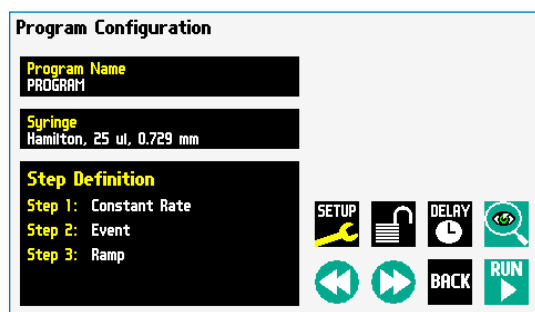 Program Configuration
Program Name
PROGRAM
Syringe
Hamilton, 25 ul, 0.729 mm
Step Definition
Step 1: Constant Rate
Step 2: Event
Step 3: Ramp
SETUP
DELAY
BACK
RUN